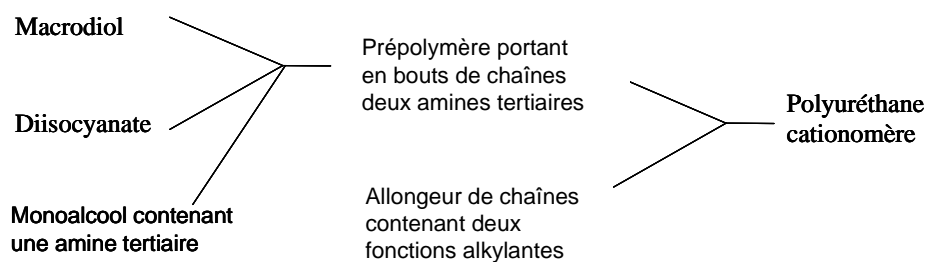 Macrodiol
Diisocyanate
Monoalcool contenant
une amine tertiaire
Prépolymère portant
en bouts de chaînes
deux amines tertiaires
Allongeur de chaînes
contenant deux
fonctions alkylantes
Polyuréthane
cationomère